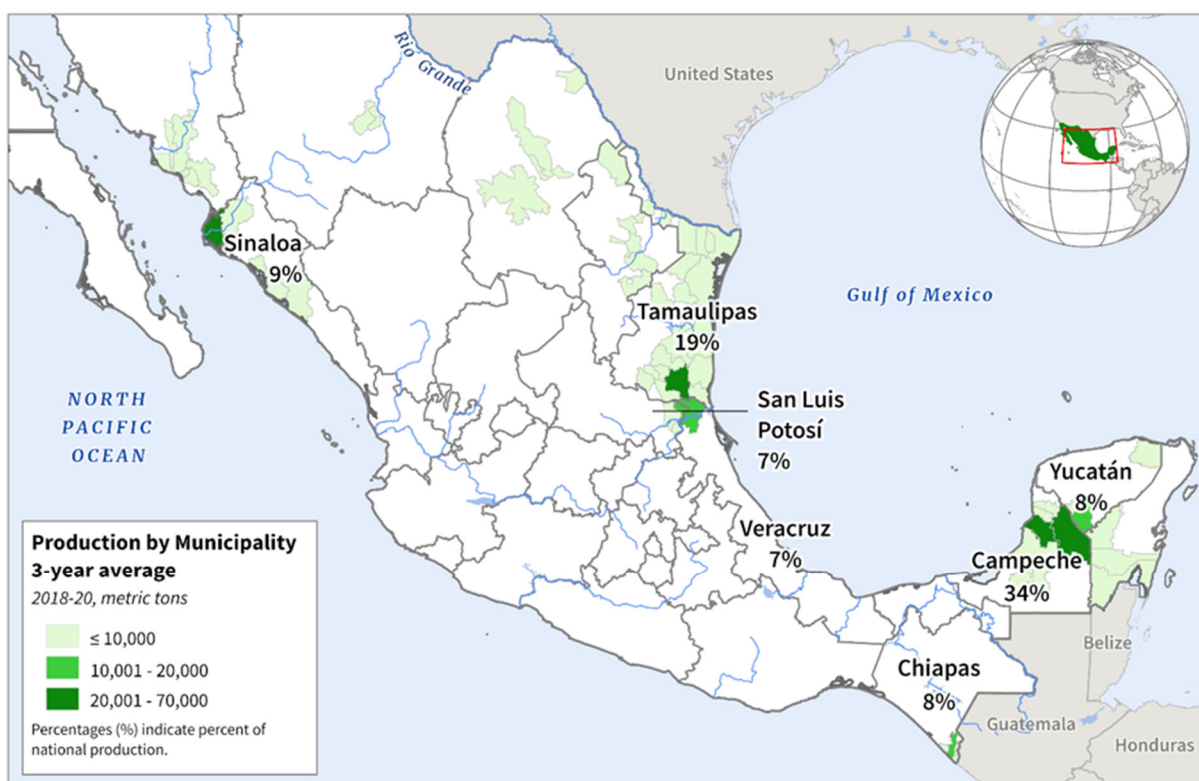 United States
Rio Grande
Sinaloa
9%
Tamaulipas
19%
Gulf of Mexico
NORTH
PACIFIC
OCEAN
San Luis
Potosí
7%
Yucatán
8%
Veracruz
7%
Campeche
34%
Belize
Chiapas
8%
Guatemala
Honduras
Production by Municipality
3-year average
2018-20, metric tons
≤ 10,000
10,001 - 20,000
20,001 - 70,000
Percentages (%) indicate percent of
national production.